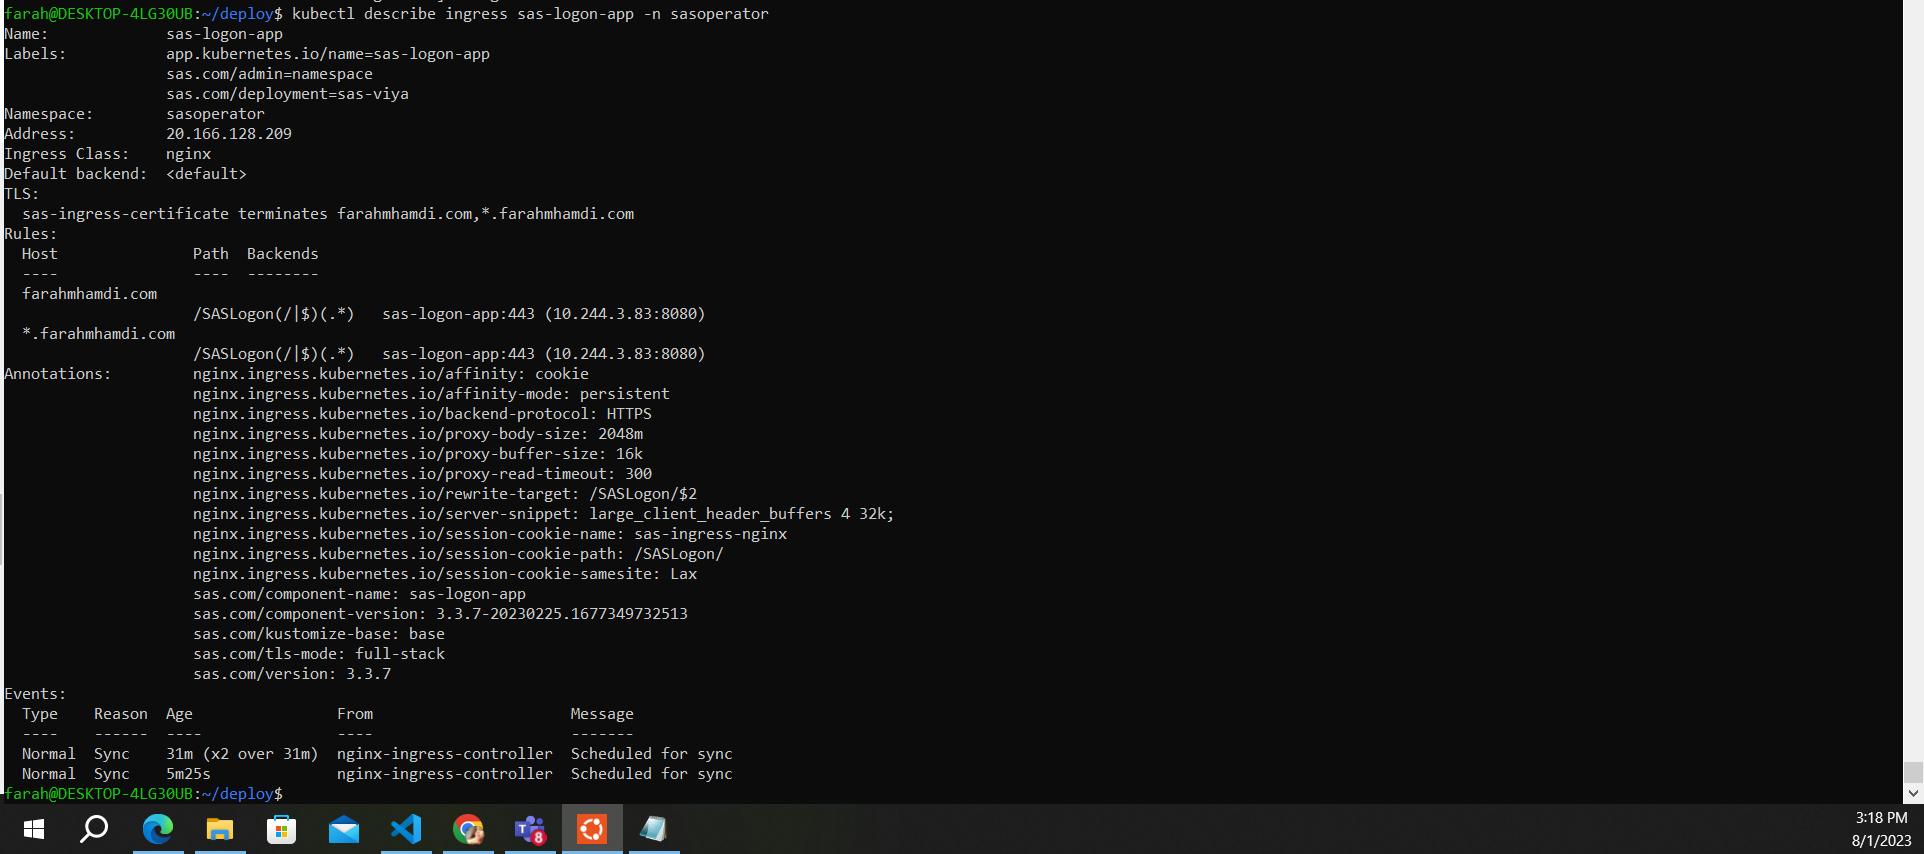 farah@DESKTOP-4LG30UB:~/deploy$ kubectl describe ingress sas-logon-app -n sasoperator
Name:             sas-logon-app
Labels:           app.kubernetes.io/name=sas-logon-app
                  sas.com/admin=namespace
                  sas.com/deployment=sas-viya
Namespace:        sasoperator
Address:          20.166.128.209
Ingress Class:    nginx
Default backend:  <default>
TLS:
  sas-ingress-certificate terminates farahmhamdi.com,*.farahmhamdi.com
Rules:
  Host               Path  Backends
  ----               ----  --------
  farahmhamdi.com
                     /SASLogon(/|$)(.*)   sas-logon-app:443 (10.244.3.83:8080)
  *.farahmhamdi.com
                     /SASLogon(/|$)(.*)   sas-logon-app:443 (10.244.3.83:8080)
Annotations:         nginx.ingress.kubernetes.io/affinity: cookie
                     nginx.ingress.kubernetes.io/affinity-mode: persistent
                     nginx.ingress.kubernetes.io/backend-protocol: HTTPS
                     nginx.ingress.kubernetes.io/proxy-body-size: 2048m
                     nginx.ingress.kubernetes.io/proxy-buffer-size: 16k
                     nginx.ingress.kubernetes.io/proxy-read-timeout: 300
                     nginx.ingress.kubernetes.io/rewrite-target: /SASLogon/$2
                     nginx.ingress.kubernetes.io/server-snippet: large_client_header_buffers 4 32k;
                     nginx.ingress.kubernetes.io/session-cookie-name: sas-ingress-nginx
                     nginx.ingress.kubernetes.io/session-cookie-path: /SASLogon/
                     nginx.ingress.kubernetes.io/session-cookie-samesite: Lax
                     sas.com/component-name: sas-logon-app
                     sas.com/component-version: 3.3.7-20230225.1677349732513
                     sas.com/kustomize-base: base
                     sas.com/tls-mode: full-stack
                     sas.com/version: 3.3.7
Events:
  Type    Reason  Age                From                      Message
  ----    ------  ----               ----                      -------
  Normal  Sync    31m (x2 over 31m)  nginx-ingress-controller  Scheduled for sync
  Normal  Sync    5m25s              nginx-ingress-controller  Scheduled for sync
farah@DESKTOP-4LG30UB:~/deploy$
8
3:18 PM
8/1/2023